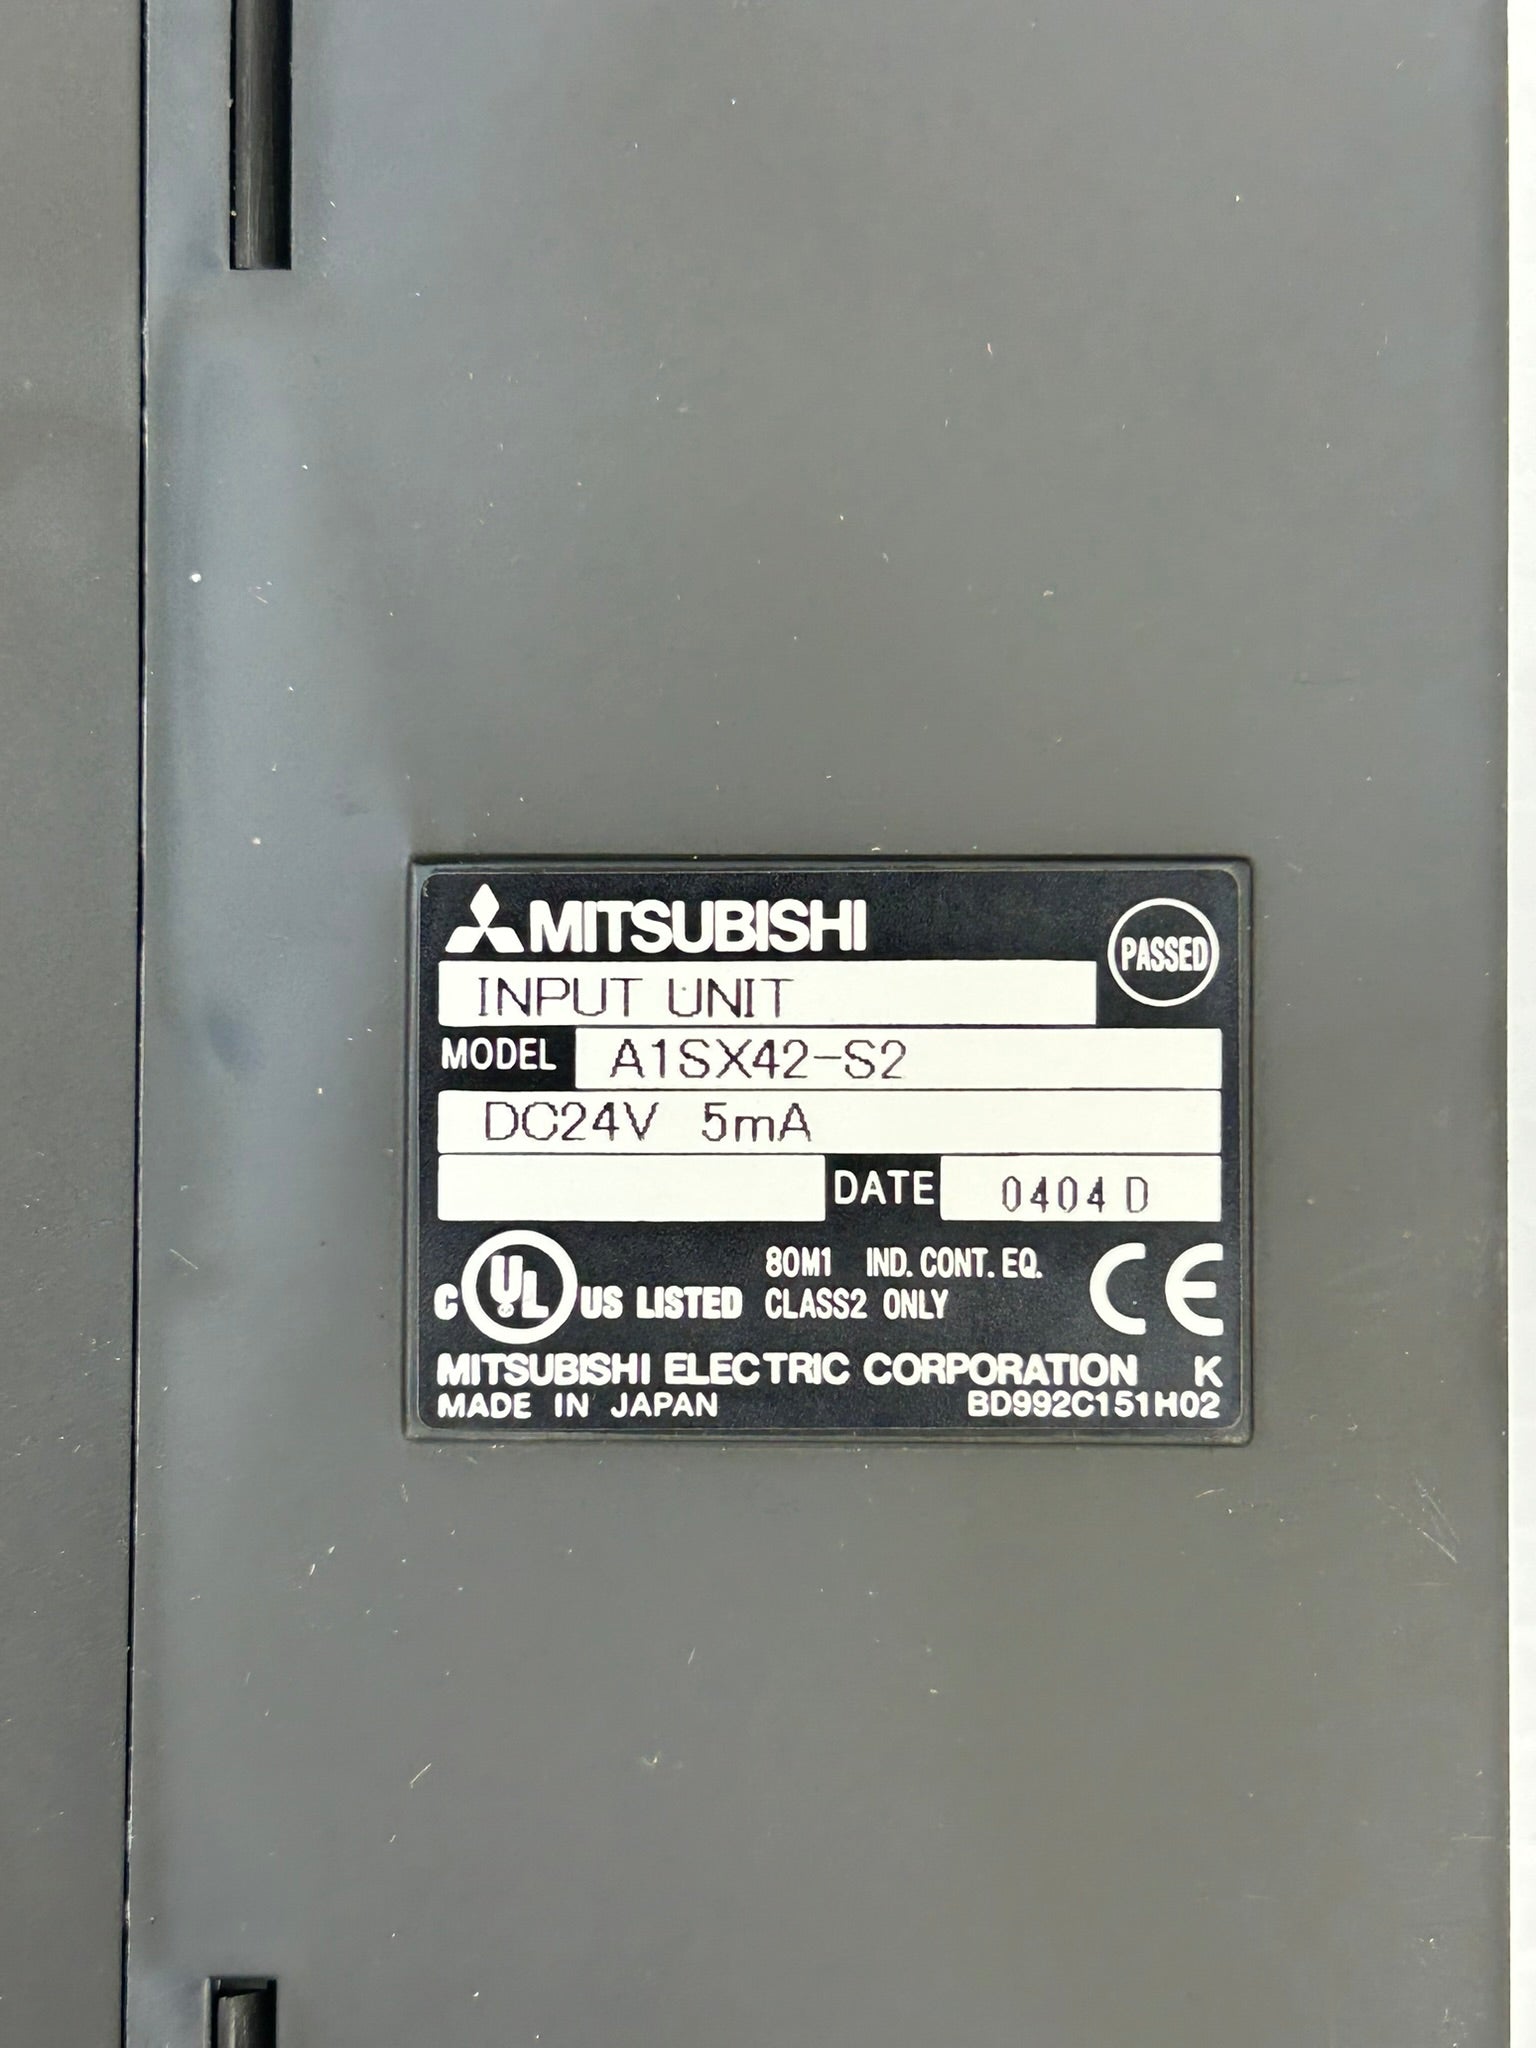 MITSUBISHI
PASSED
INPUT UNIT
MODEL A1SX42-S2
DC24V 5mA
DATE 0404D
C UL US LISTED 80M1 IND. CONT. EQ.
CLASS2 ONLY
CE
MITSUBISHI ELECTRIC CORPORATION K
MADE IN JAPAN BD992C151H02